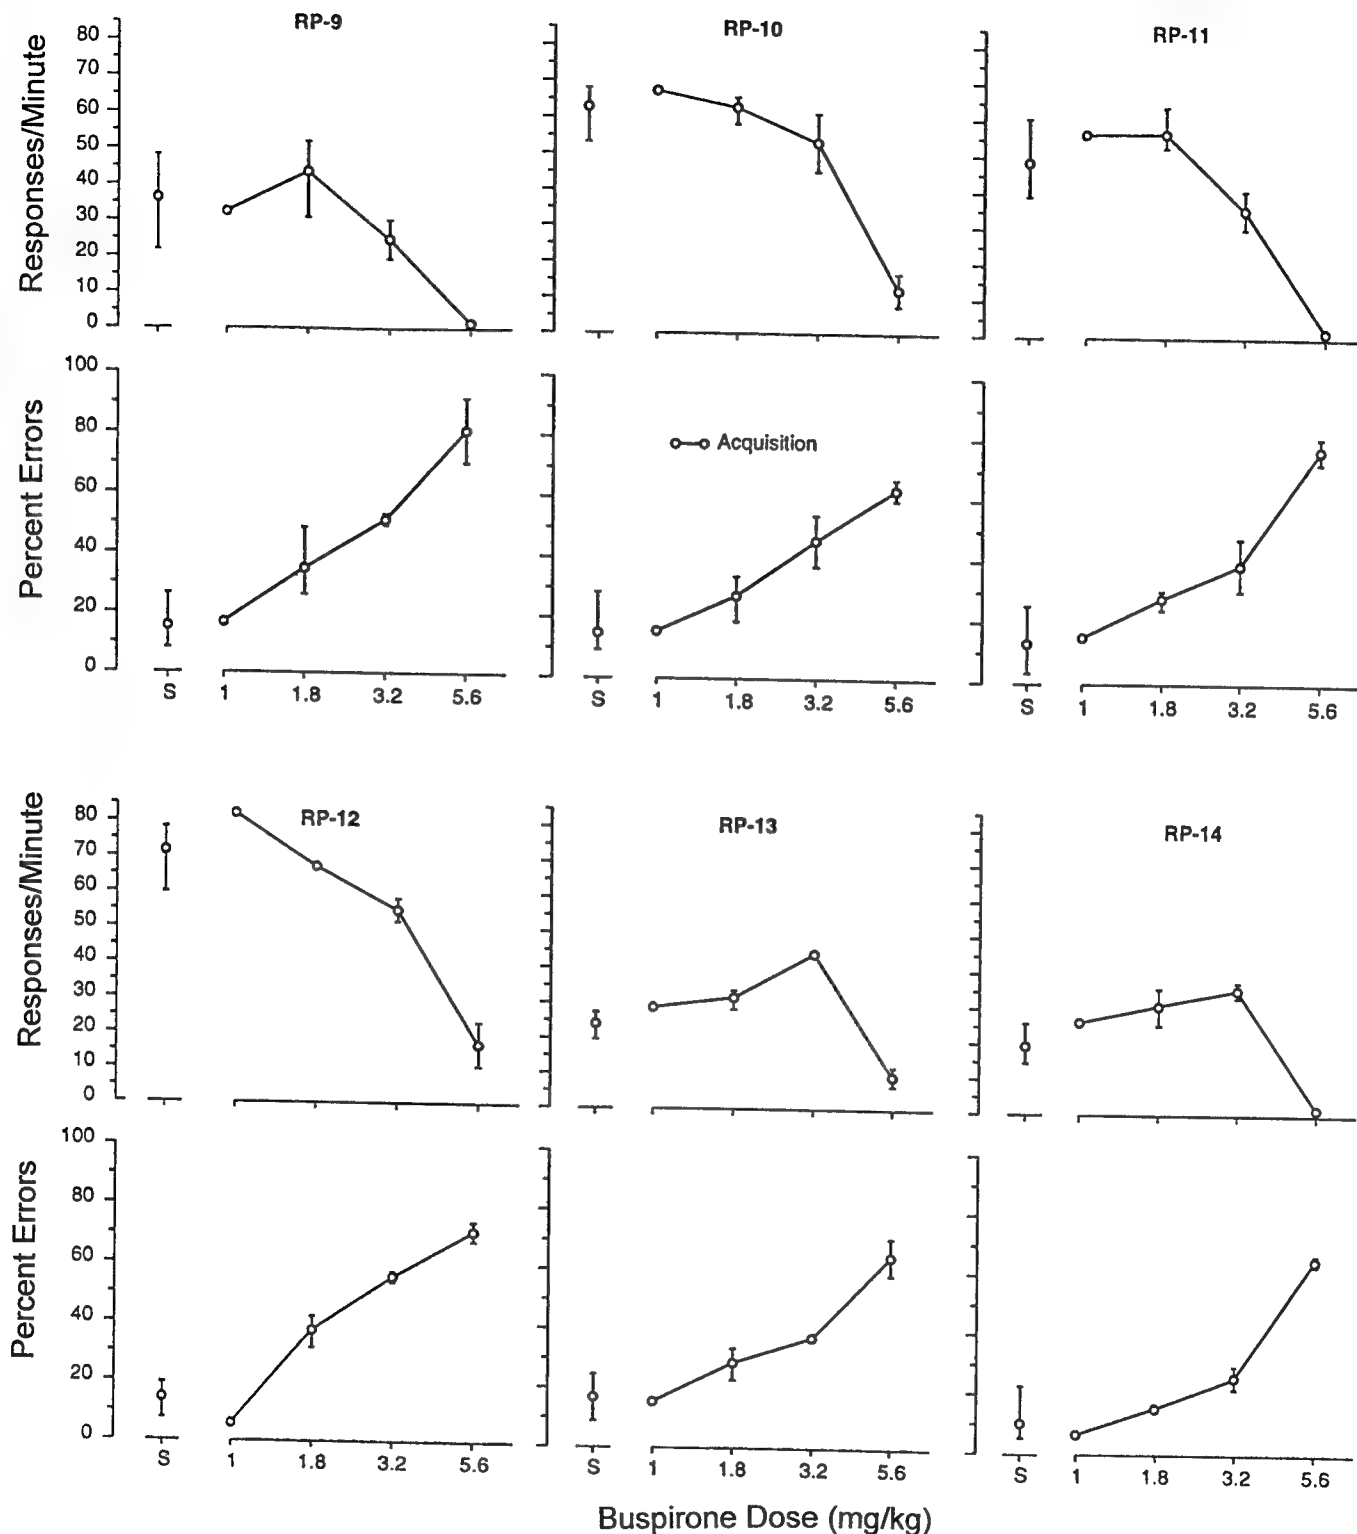 RP-9
RP-10
RP-11
Responses/Minute
80
70
60
50
40
30
20
10
0
Percent Errors
100
80
60
40
20
0
Acquisition
S 1 1.8 3.2 5.6
S 1 1.8 3.2 5.6
S 1 1.8 3.2 5.6
RP-12
RP-13
RP-14
Responses/Minute
80
70
60
50
40
30
20
10
0
Percent Errors
100
80
60
40
20
0
S 1 1.8 3.2 5.6
S 1 1.8 3.2 5.6
S 1 1.8 3.2 5.6
Buspirone Dose (mg/kg)